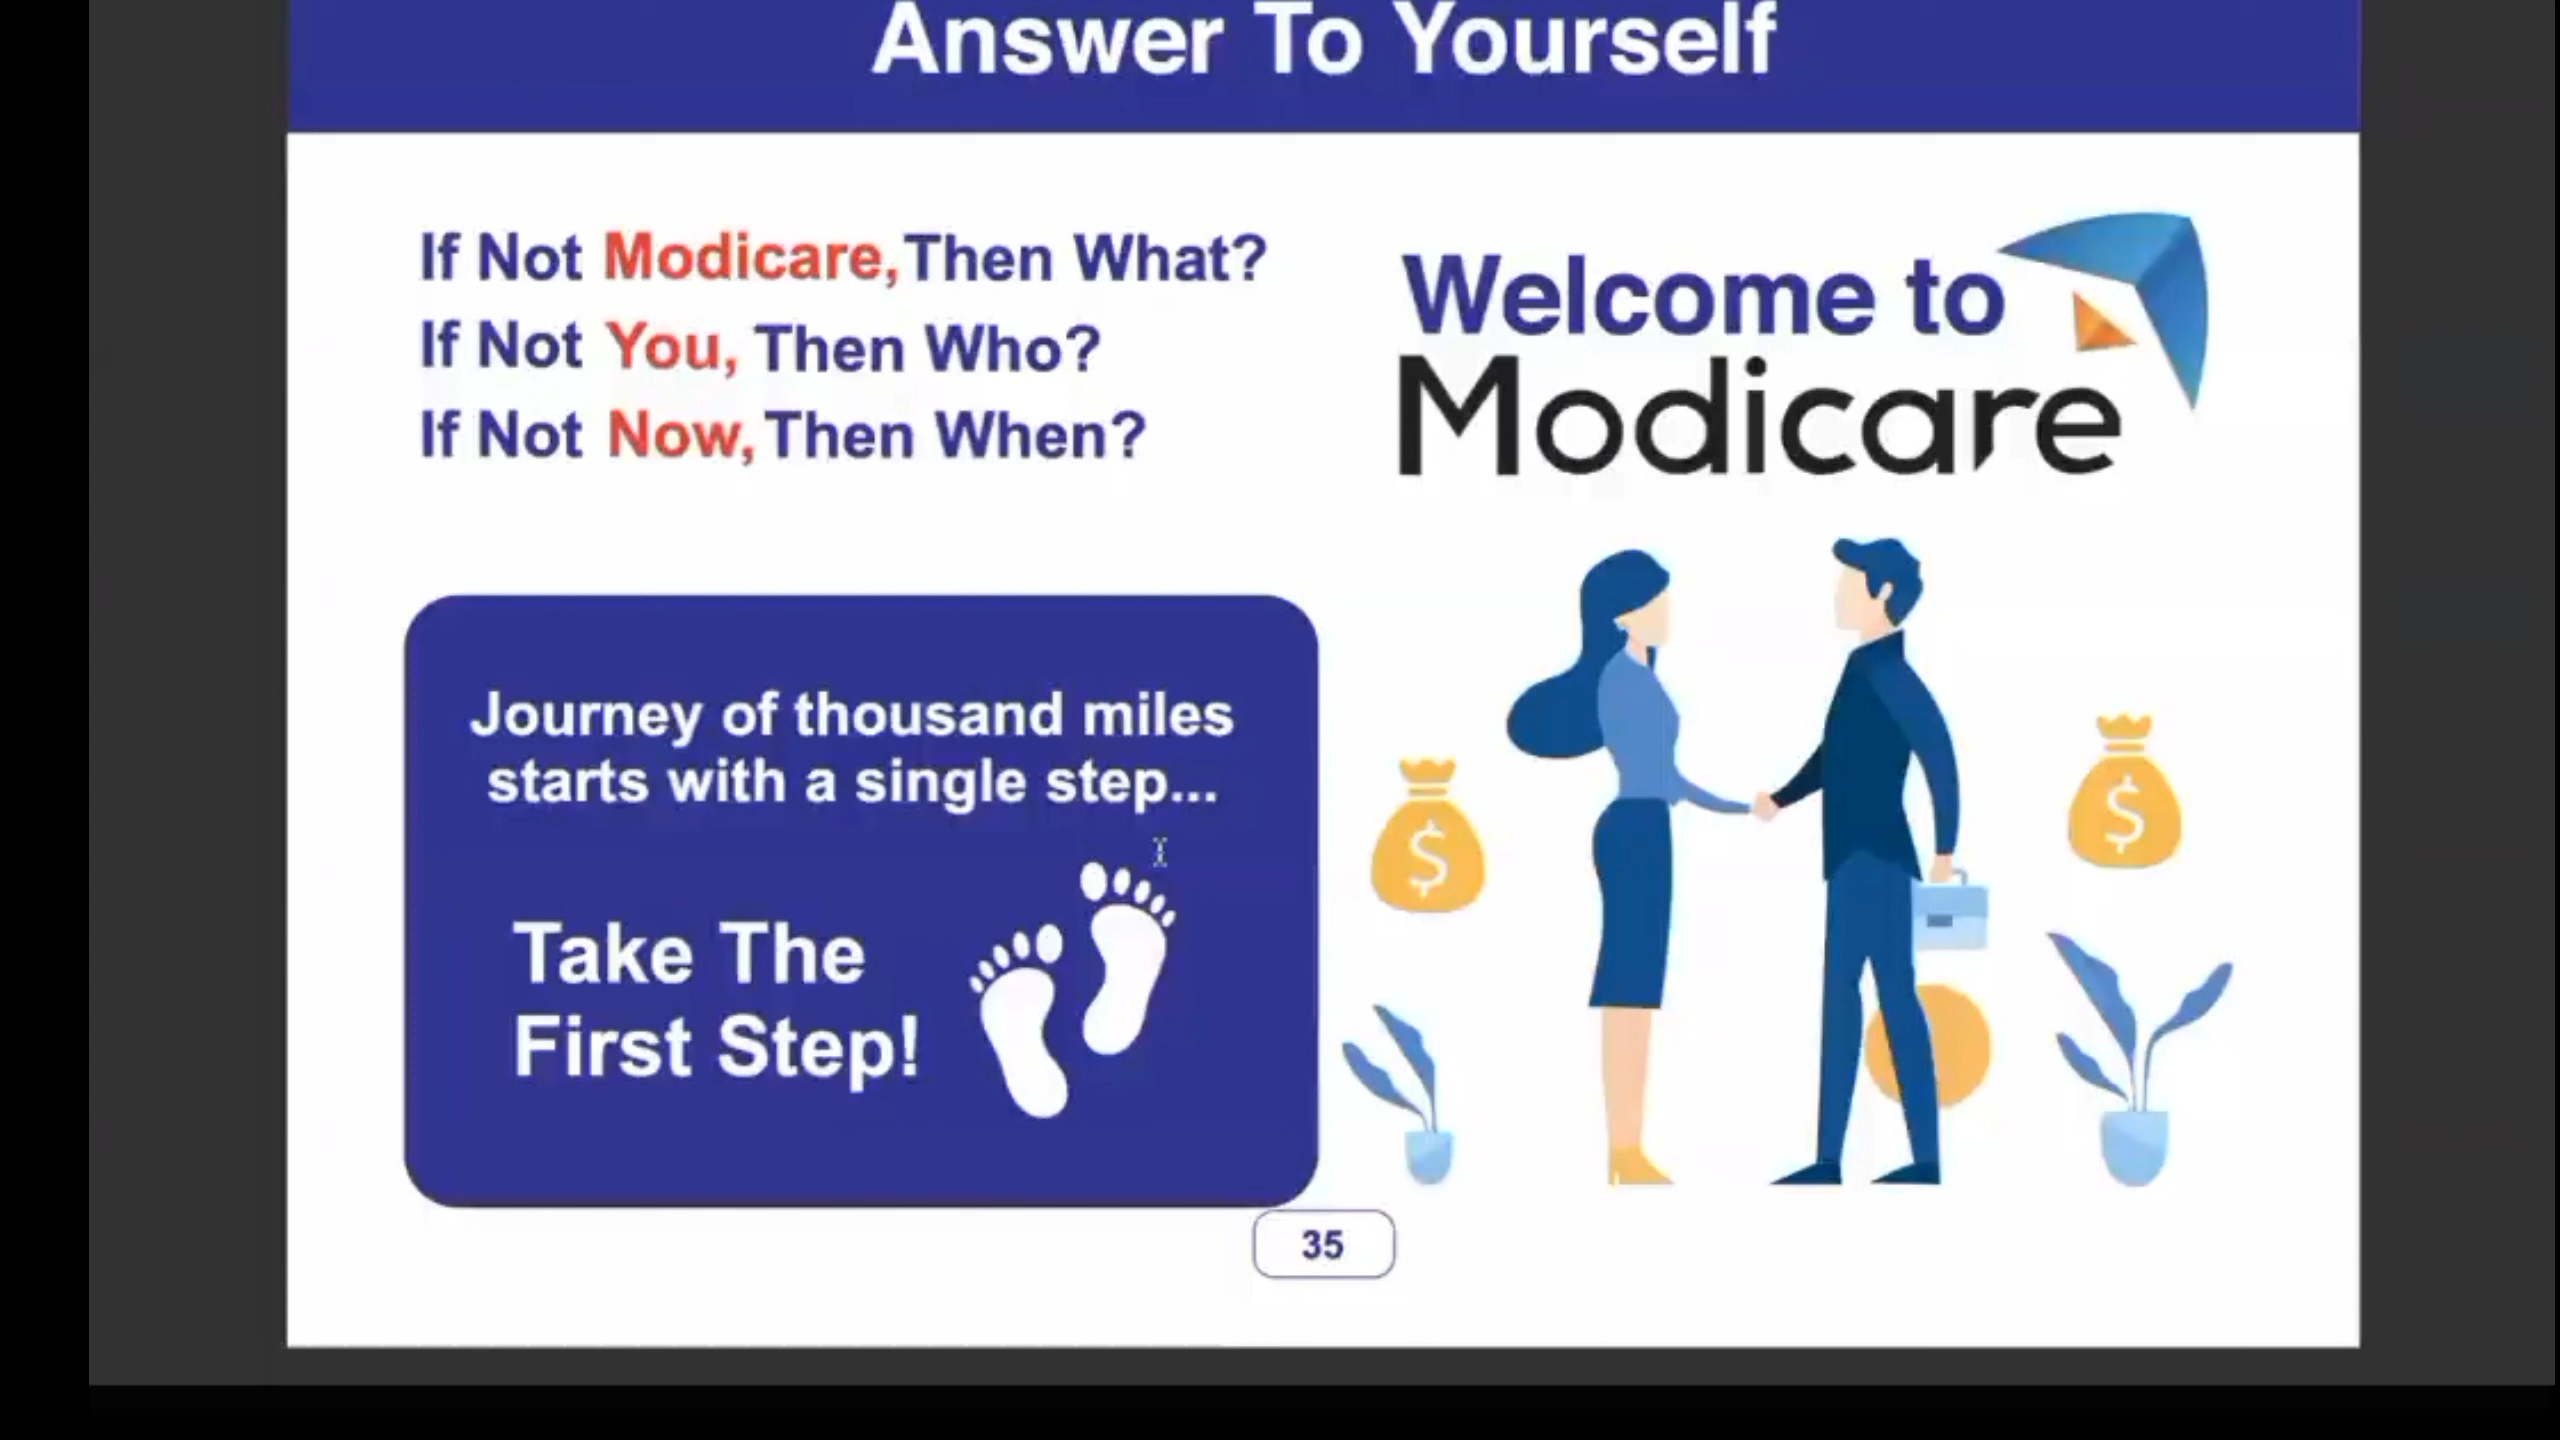 Answer To Yourself
If Not Modicare, Then What?
If Not You, Then Who?
If Not Now, Then When?
Welcome to
Modicare
Journey of thousand miles
starts with a single step...
Take The
First Step!
$
$
35